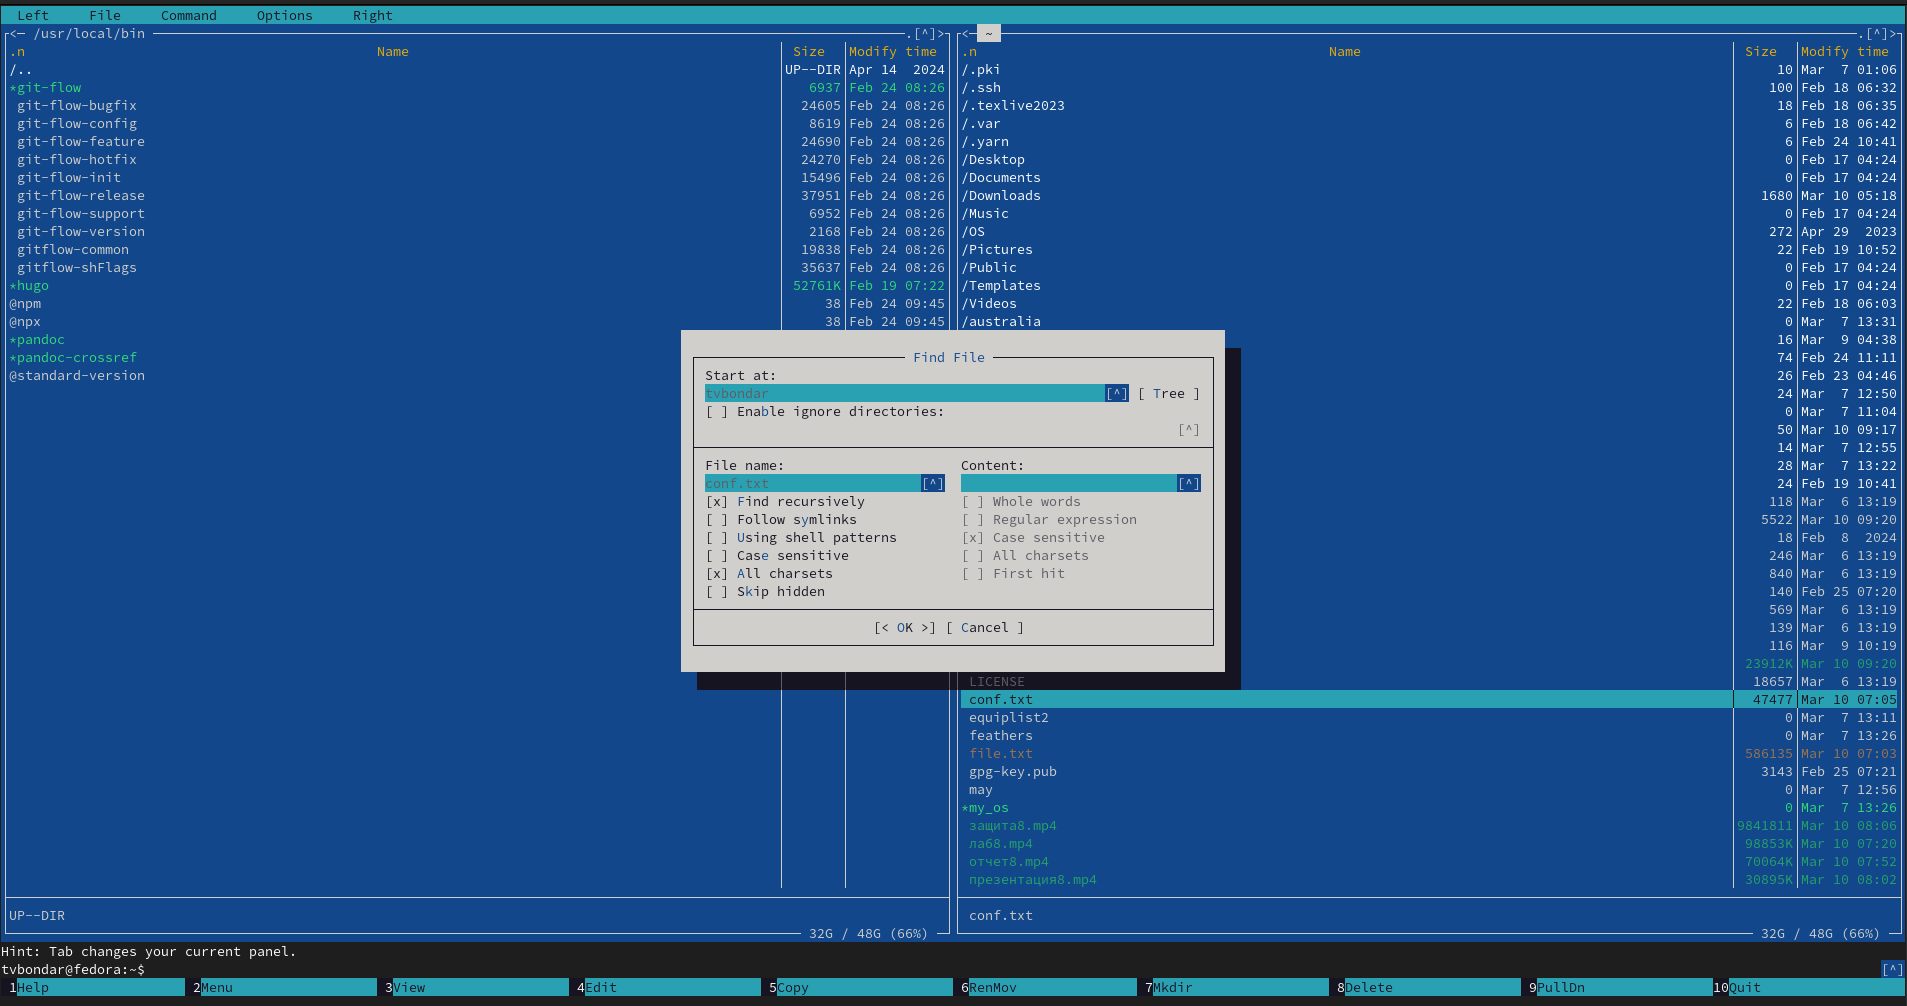 Left File Command Options Right
<─ /usr/local/bin .[^]>
.n Name Size Modify time
/.. UP--DIR Apr 14 2024
*git-flow 6937 Feb 24 08:26
git-flow-bugfix 24605 Feb 24 08:26
git-flow-config 8619 Feb 24 08:26
git-flow-feature 24690 Feb 24 08:26
git-flow-hotfix 24270 Feb 24 08:26
git-flow-init 15496 Feb 24 08:26
git-flow-release 37951 Feb 24 08:26
git-flow-support 6952 Feb 24 08:26
git-flow-version 2168 Feb 24 08:26
gitflow-common 19838 Feb 24 08:26
gitflow-shFlags 35637 Feb 24 08:26
*hugo 52761K Feb 19 07:22
@npm 38 Feb 24 09:45
@npx 38 Feb 24 09:45
*pandoc
*pandoc-crossref
@standard-version
UP--DIR
32G / 48G (66%)
<─ ~ .[^]>
.n Name Size Modify time
/.pki 10 Mar 7 01:06
/.ssh 100 Feb 18 06:32
/.texlive2023 18 Feb 18 06:35
/.var 6 Feb 18 06:42
/.yarn 6 Feb 24 10:41
/Desktop 0 Feb 17 04:24
/Documents 0 Feb 17 04:24
/Downloads 1680 Mar 10 05:18
/Music 0 Feb 17 04:24
/OS 272 Apr 29 2023
/Pictures 22 Feb 19 10:52
/Public 0 Feb 17 04:24
/Templates 0 Feb 17 04:24
/Videos 22 Feb 18 06:03
/australia 0 Mar 7 13:31
16 Mar 9 04:38
74 Feb 24 11:11
26 Feb 23 04:46
24 Mar 7 12:50
0 Mar 7 11:04
50 Mar 10 09:17
14 Mar 7 12:55
28 Mar 7 13:22
24 Feb 19 10:41
118 Mar 6 13:19
5522 Mar 10 09:20
18 Feb 8 2024
246 Mar 6 13:19
840 Mar 6 13:19
140 Feb 25 07:20
569 Mar 6 13:19
139 Mar 6 13:19
116 Mar 9 10:19
23912K Mar 10 09:20
LICENSE 18657 Mar 6 13:19
conf.txt 47477 Mar 10 07:05
equiplist2 0 Mar 7 13:11
feathers 0 Mar 7 13:26
file.txt 586135 Mar 10 07:03
gpg-key.pub 3143 Feb 25 07:21
may 0 Mar 7 12:56
*my_os 0 Mar 7 13:26
защита8.mp4 9841811 Mar 10 08:06
ла68.mp4 98853K Mar 10 07:20
отчет8.mp4 70064K Mar 10 07:52
презентация8.mp4 30895K Mar 10 08:02
conf.txt
32G / 48G (66%)
Find File
Start at:
tvbondar [^] [ Tree ]
[ ] Enable ignore directories:
[^]
File name: Content:
conf.txt [^] [^]
[x] Find recursively [ ] Whole words
[ ] Follow symlinks [ ] Regular expression
[ ] Using shell patterns [x] Case sensitive
[ ] Case sensitive [ ] All charsets
[x] All charsets [ ] First hit
[ ] Skip hidden
[< OK >] [ Cancel ]
Hint: Tab changes your current panel.
tvbondar@fedora:~$ [^]
1Help 2Menu 3View 4Edit 5Copy 6RenMov 7Mkdir 8Delete 9PullDn 10Quit